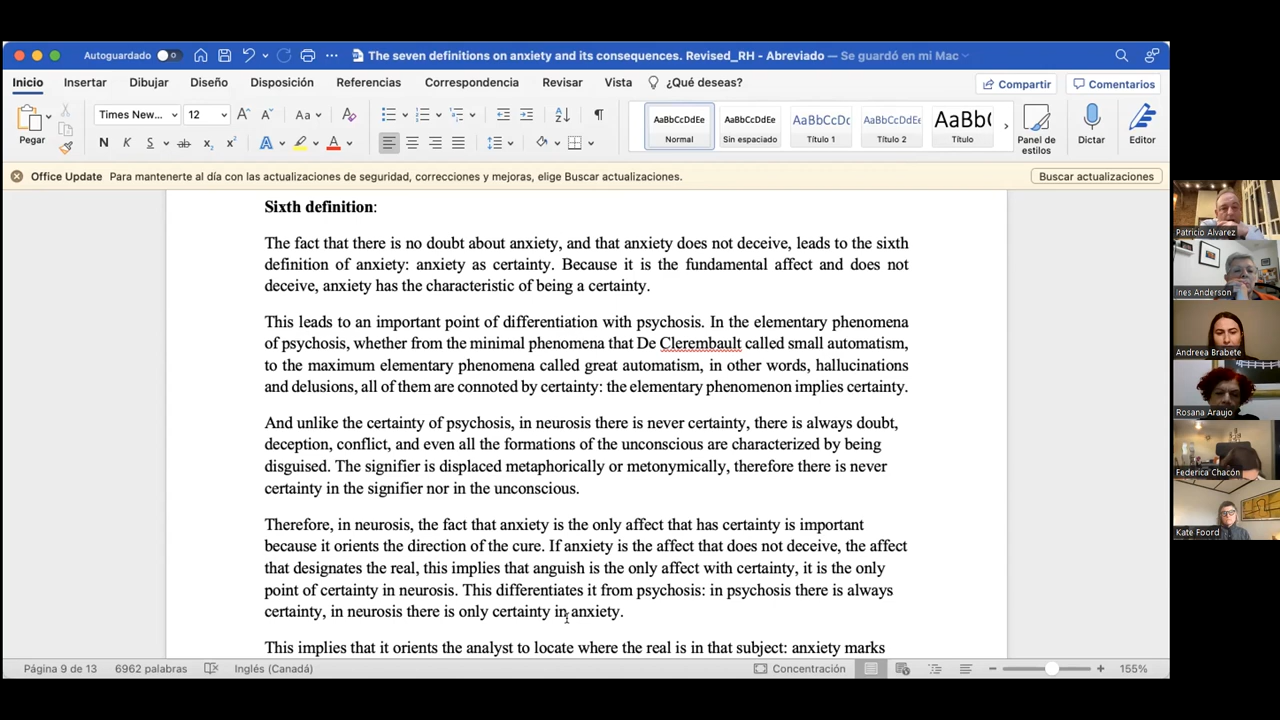 Autoguardado
The seven definitions on anxiety and its consequences. Revised_RH - Abreviado — Se guardó en mi Mac
Inicio Insertar Dibujar Diseño Disposición Referencias Correspondencia Revisar Vista ¿Qué deseas? Compartir Comentarios
Pegar
Times New... 12
N K S ab x₂ x²
AaBbCcDdEe AaBbCcDdEe AaBbCcDc AaBbCcDdEe AaBb(
Normal Sin espaciado Título 1 Título 2 Título
Panel de estilos Dictar Editor
Office Update Para mantenerte al día con las actualizaciones de seguridad, correcciones y mejoras, elige Buscar actualizaciones. Buscar actualizaciones
Sixth definition:
The fact that there is no doubt about anxiety, and that anxiety does not deceive, leads to the sixth
definition of anxiety: anxiety as certainty. Because it is the fundamental affect and does not
deceive, anxiety has the characteristic of being a certainty.
This leads to an important point of differentiation with psychosis. In the elementary phenomena
of psychosis, whether from the minimal phenomena that De Clerembault called small automatism,
to the maximum elementary phenomena called great automatism, in other words, hallucinations
and delusions, all of them are connoted by certainty: the elementary phenomenon implies certainty.
And unlike the certainty of psychosis, in neurosis there is never certainty, there is always doubt,
deception, conflict, and even all the formations of the unconscious are characterized by being
disguised. The signifier is displaced metaphorically or metonymically, therefore there is never
certainty in the signifier nor in the unconscious.
Therefore, in neurosis, the fact that anxiety is the only affect that has certainty is important
because it orients the direction of the cure. If anxiety is the affect that does not deceive, the affect
that designates the real, this implies that anguish is the only affect with certainty, it is the only
point of certainty in neurosis. This differentiates it from psychosis: in psychosis there is always
certainty, in neurosis there is only certainty in anxiety.
This implies that it orients the analyst to locate where the real is in that subject: anxiety marks
Página 9 de 13 6962 palabras Inglés (Canadá) Concentración 155%
Patricio Alvarez
Ines Anderson
Andreea Brabete
Rosana Araujo
Federica Chacón
Kate Foord